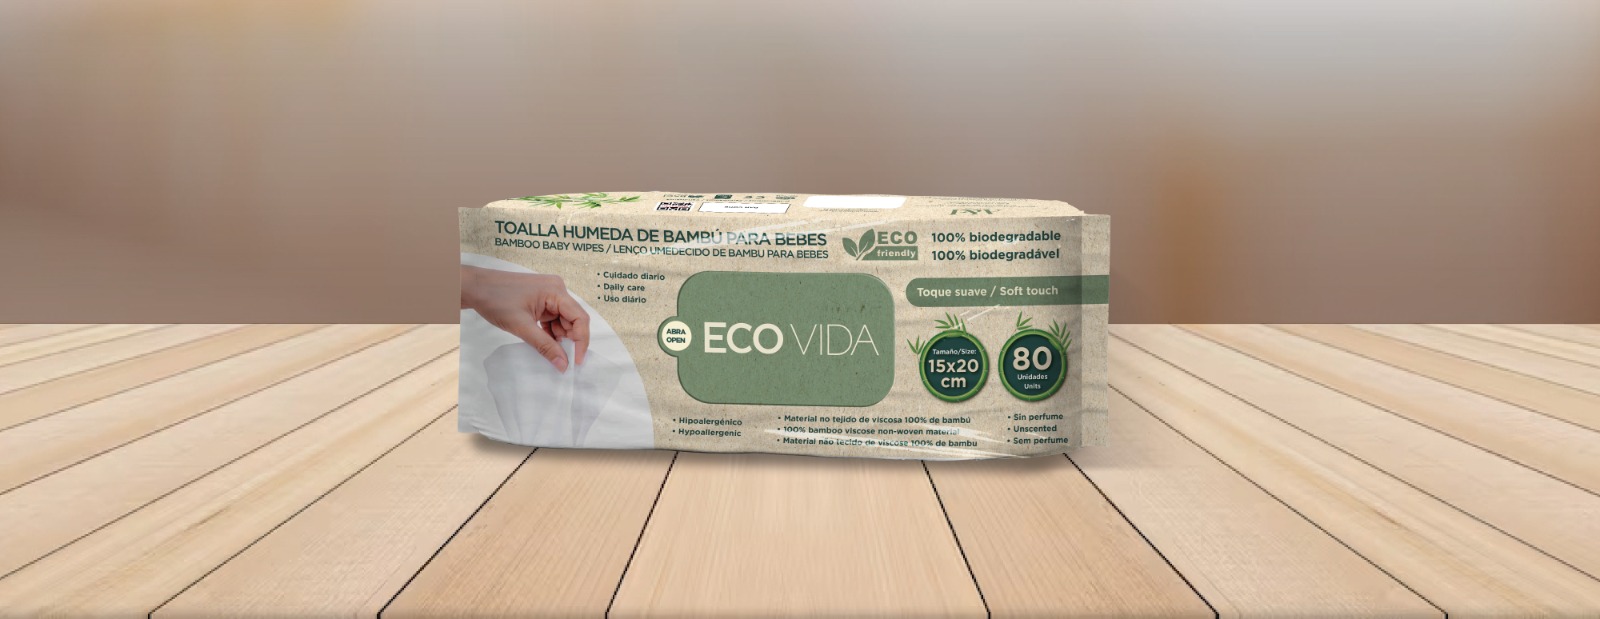 TOALLA HUMEDA DE BAMBÚ PARA BEBES
BAMBOO BABY WIPES / LENÇO UMEDECIDO DE BAMBU PARA BEBES
ECO
friendly
100% biodegradable
100% biodegradável
• Cuidado diario
• Daily care
• Uso diário
Toque suave / Soft touch
ABRA
OPEN
ECO VIDA
Tamaño/Size:
15x20
cm
80
Unidades
Units
• Hipoalergénico
• Hypoallergenic
• Material no tejido de viscosa 100% de bambú
• 100% bamboo viscose non-woven material
• Material não tecido de viscose 100% de bambu
• Sin perfume
• Unscented
• Sem perfume